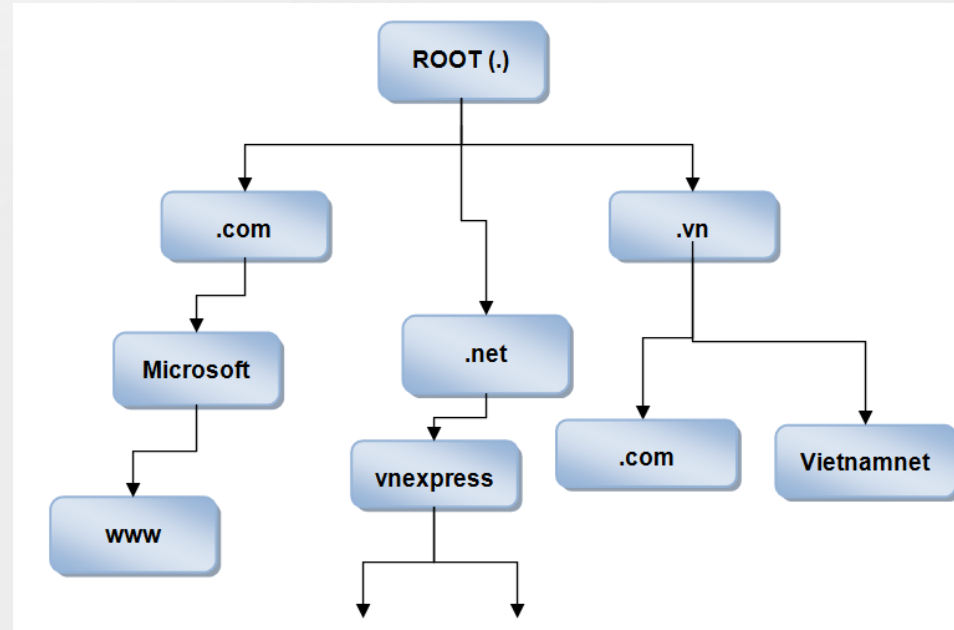 ROOT (.)
.com
.vn
Microsoft
.net
.com
Vietnamnet
vnexpress
www